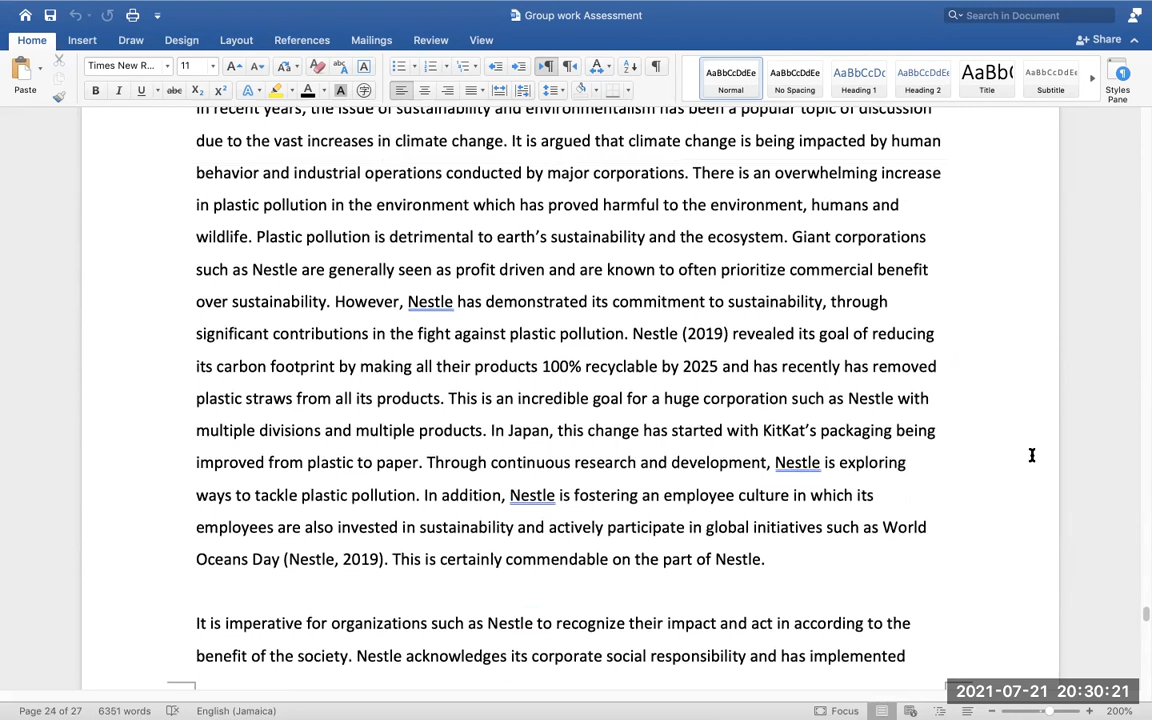 Group work Assessment
Search in Document
Home Insert Draw Design Layout References Mailings Review View
Share
Paste
Times New R... 11
AaBbCcDdEe AaBbCcDdEe AaBbCcDc AaBbCcDdEe AaBb( AaBbCcDdEe
Normal No Spacing Heading 1 Heading 2 Title Subtitle
Styles
Pane
In recent years, the issue of sustainability and environmentalism has been a popular topic of discussion
due to the vast increases in climate change. It is argued that climate change is being impacted by human
behavior and industrial operations conducted by major corporations. There is an overwhelming increase
in plastic pollution in the environment which has proved harmful to the environment, humans and
wildlife. Plastic pollution is detrimental to earth's sustainability and the ecosystem. Giant corporations
such as Nestle are generally seen as profit driven and are known to often prioritize commercial benefit
over sustainability. However, Nestle has demonstrated its commitment to sustainability, through
significant contributions in the fight against plastic pollution. Nestle (2019) revealed its goal of reducing
its carbon footprint by making all their products 100% recyclable by 2025 and has recently has removed
plastic straws from all its products. This is an incredible goal for a huge corporation such as Nestle with
multiple divisions and multiple products. In Japan, this change has started with KitKat's packaging being
improved from plastic to paper. Through continuous research and development, Nestle is exploring
ways to tackle plastic pollution. In addition, Nestle is fostering an employee culture in which its
employees are also invested in sustainability and actively participate in global initiatives such as World
Oceans Day (Nestle, 2019). This is certainly commendable on the part of Nestle.
It is imperative for organizations such as Nestle to recognize their impact and act in according to the
benefit of the society. Nestle acknowledges its corporate social responsibility and has implemented
2021-07-21 20:30:21
Page 24 of 27 6351 words English (Jamaica) Focus 200%